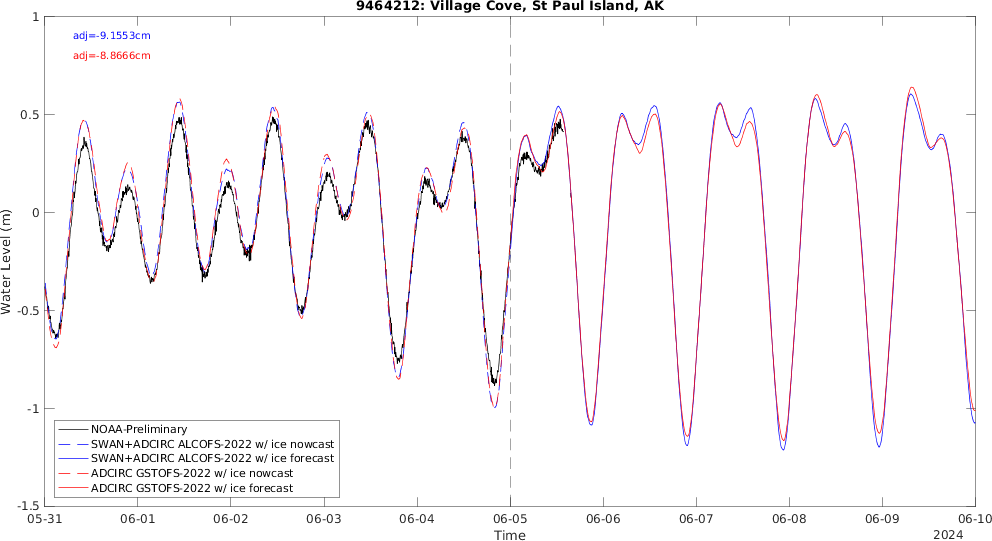 9464212: Village Cove, St Paul Island, AK
adj=-9.1553cm
adj=-8.8666cm
Water Level (m)
1
0.5
0
-0.5
-1
-1.5
NOAA-Preliminary
SWAN+ADCIRC ALCOFS-2022 w/ ice nowcast
SWAN+ADCIRC ALCOFS-2022 w/ ice forecast
ADCIRC GSTOFS-2022 w/ ice nowcast
ADCIRC GSTOFS-2022 w/ ice forecast
05-31 06-01 06-02 06-03 06-04 06-05 06-06 06-07 06-08 06-09 06-10
Time
2024